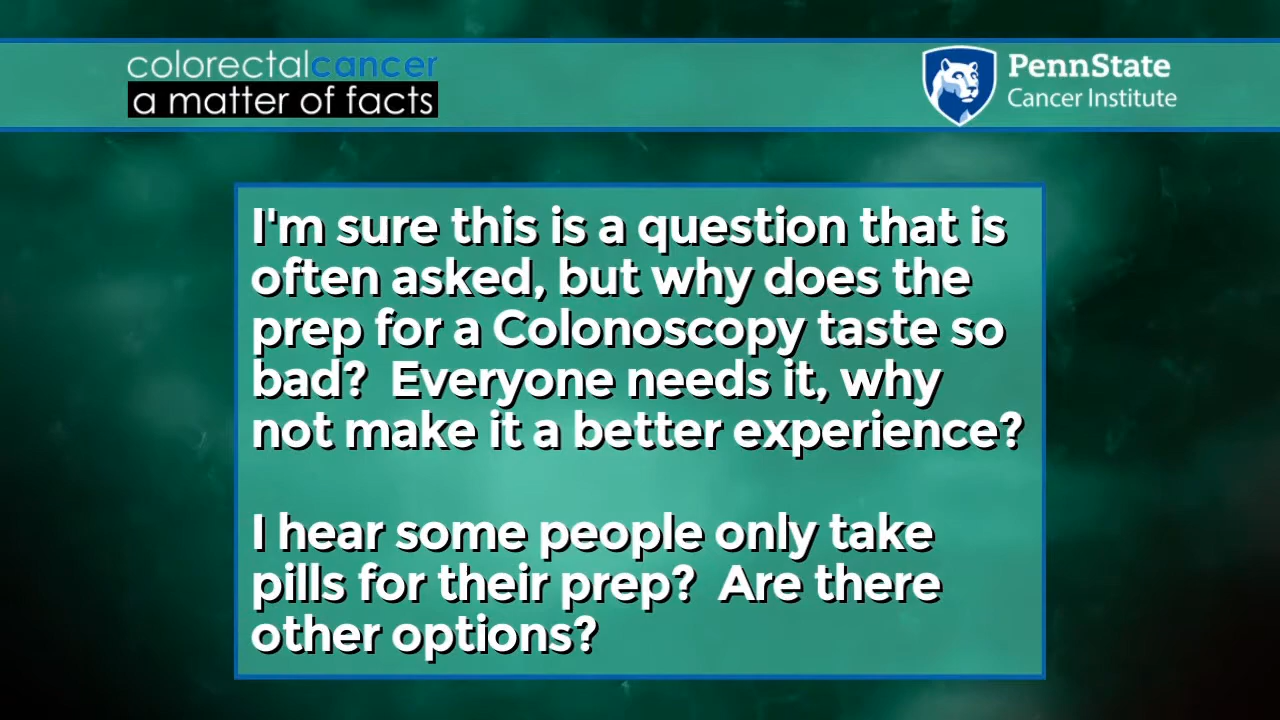 colorectalcancer
a matter of facts
PennState
Cancer Institute
I'm sure this is a question that is
often asked, but why does the
prep for a Colonoscopy taste so
bad?  Everyone needs it, why
not make it a better experience?
I hear some people only take
pills for their prep?  Are there
other options?